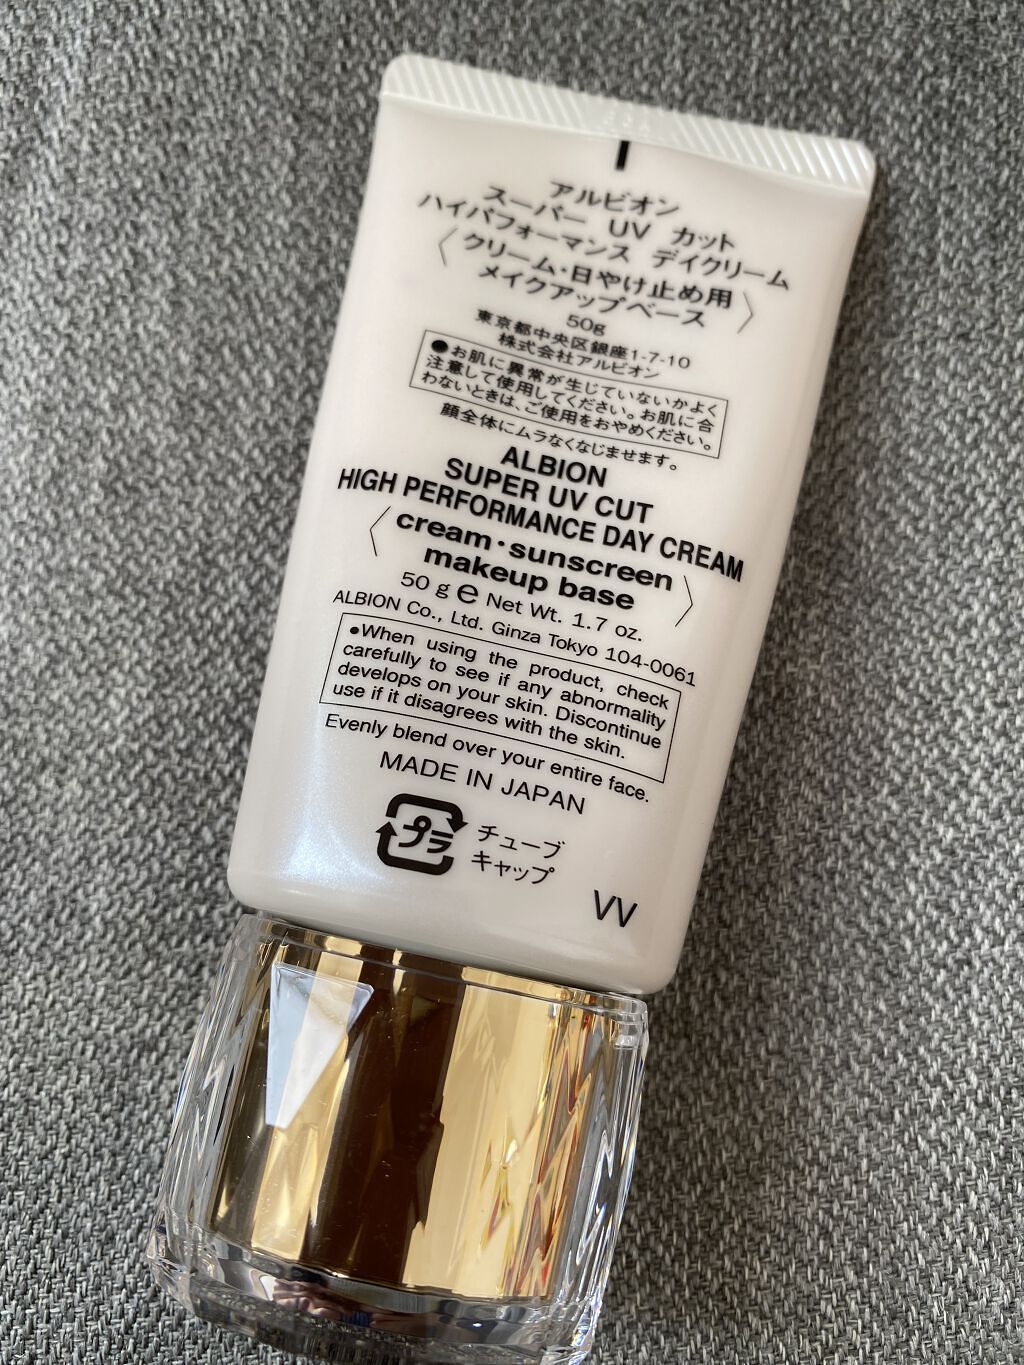 アルビオン
スーパー UV カット
ハイパフォーマンス デイクリーム
〈クリーム・日やけ止め用
メイクアップベース〉
50g
東京都中央区銀座1-7-10
株式会社アルビオン
●お肌に異常が生じていないかよく
注意して使用してください。お肌に合
わないときは、ご使用をおやめください。
顔全体にムラなくなじませます。
ALBION
SUPER UV CUT
HIGH PERFORMANCE DAY CREAM
〈cream・sunscreen
makeup base〉
50 g ℮ Net Wt. 1.7 oz.
ALBION Co., Ltd. Ginza Tokyo 104-0061
●When using the product, check
carefully to see if any abnormality
develops on your skin. Discontinue
use if it disagrees with the skin.
Evenly blend over your entire face.
MADE IN JAPAN
プラ
チューブ
キャップ
VV